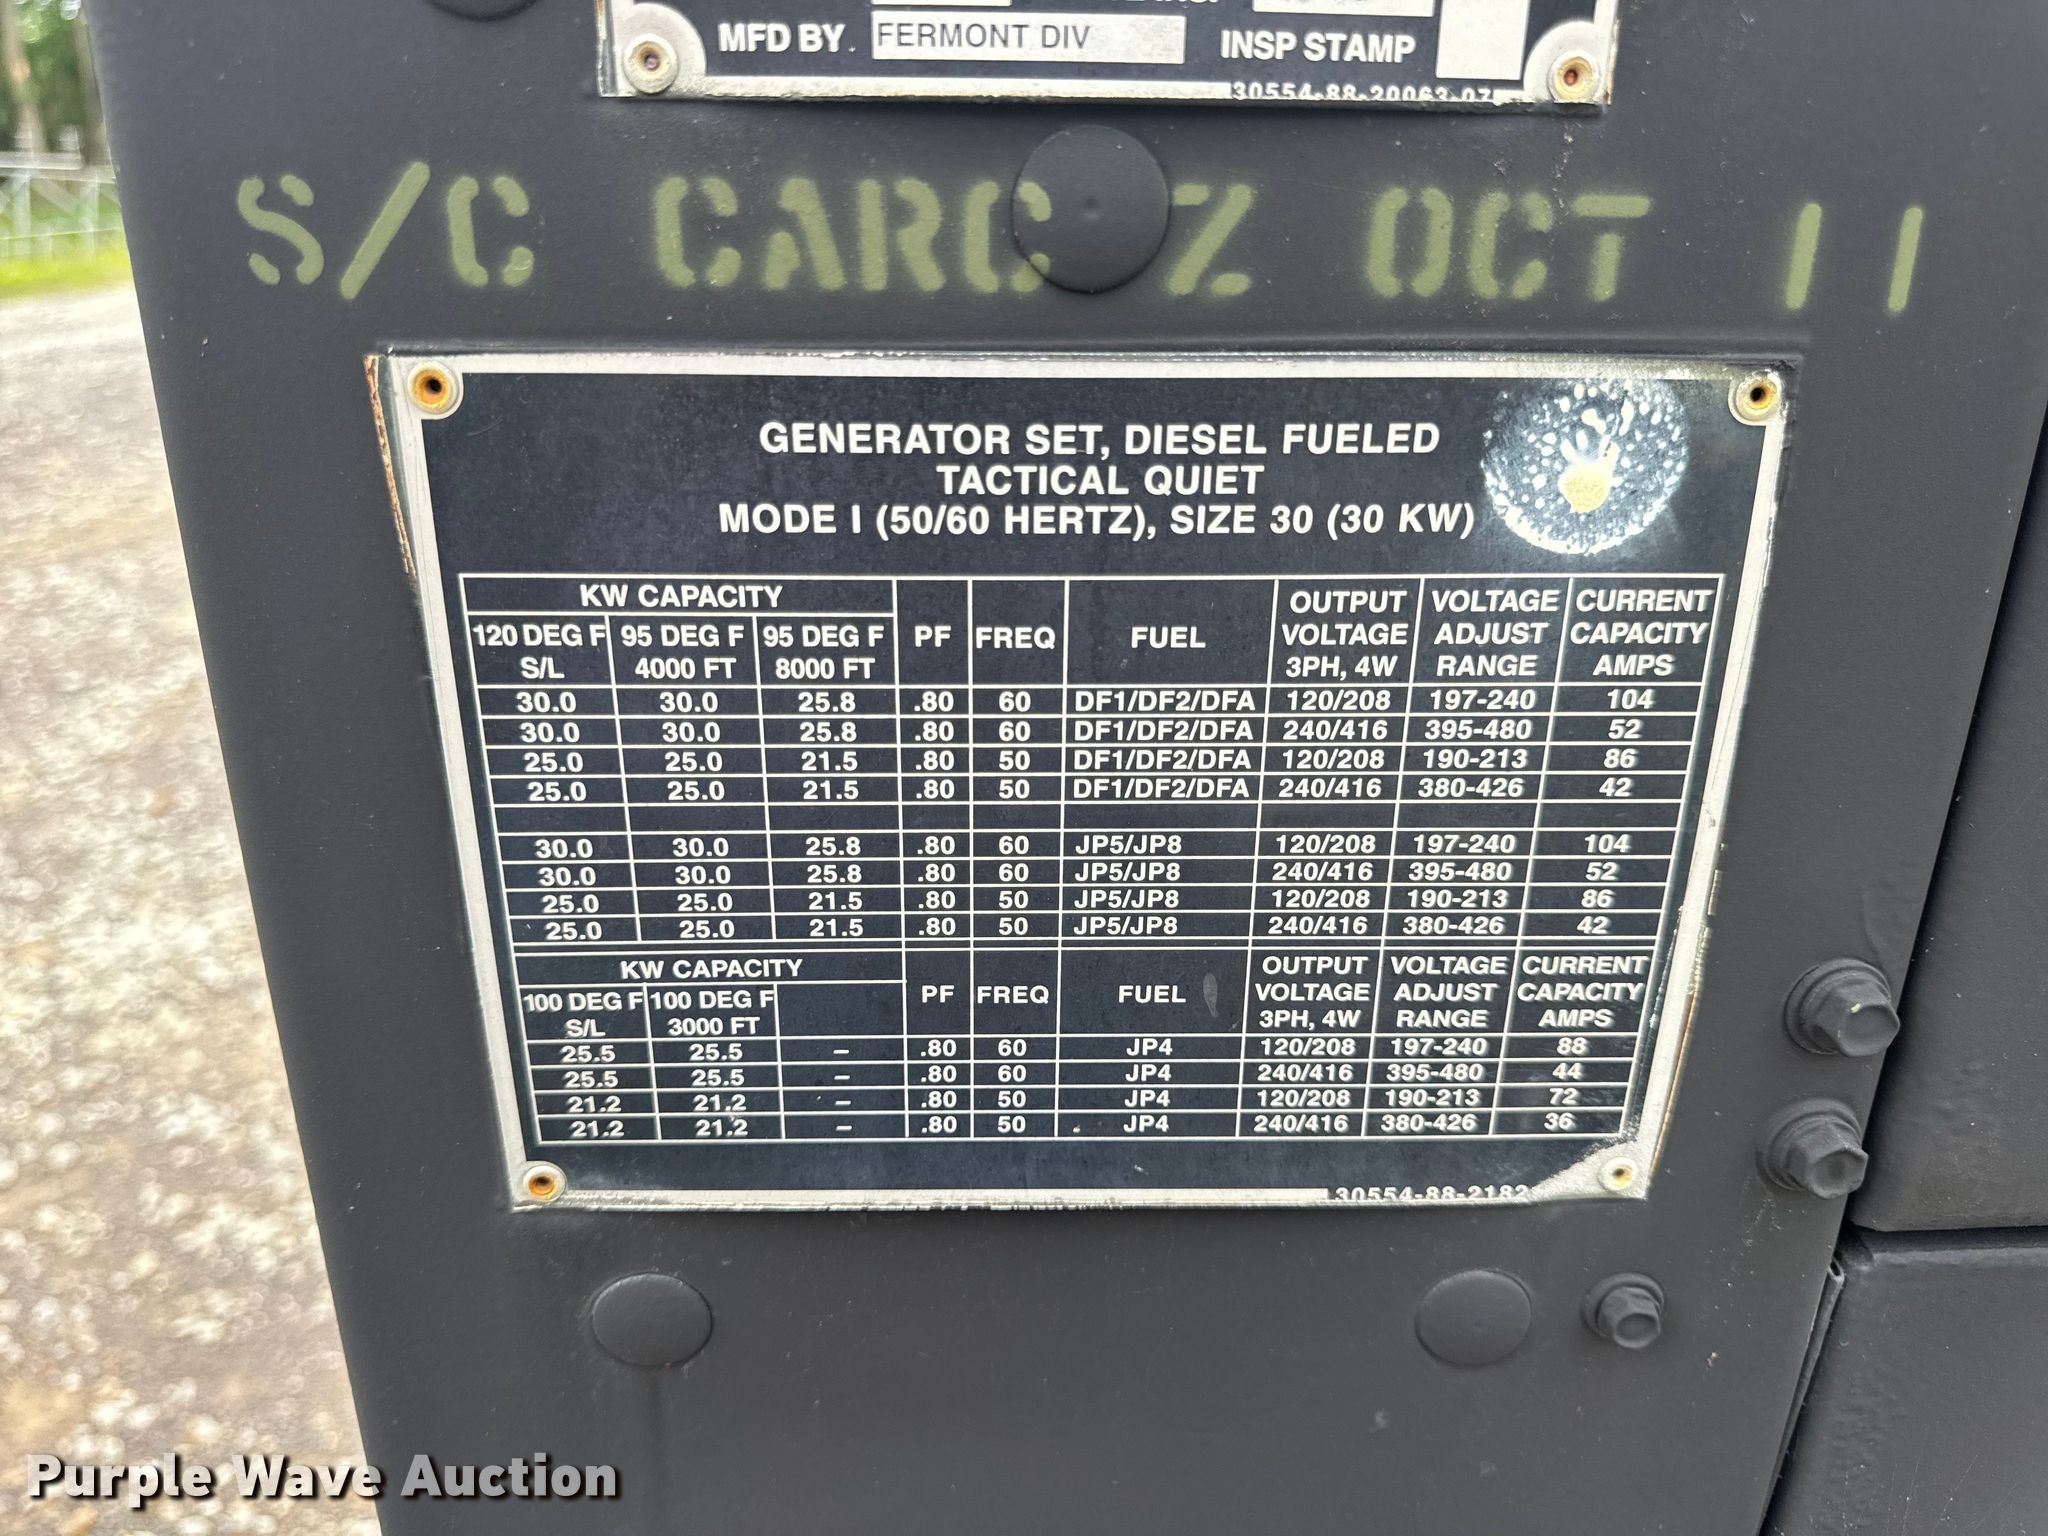 MFD BY FERMONT DIV INSP STAMP
30554-88-20063-07
S/C CARC Z OCT 11
GENERATOR SET, DIESEL FUELED
TACTICAL QUIET
MODE I (50/60 HERTZ), SIZE 30 (30 KW)
KW CAPACITY PF FREQ FUEL OUTPUT VOLTAGE 3PH, 4W VOLTAGE ADJUST RANGE CURRENT CAPACITY AMPS
120 DEG F S/L 95 DEG F 4000 FT 95 DEG F 8000 FT
30.0 30.0 25.8 .80 60 DF1/DF2/DFA 120/208 197-240 104
30.0 30.0 25.8 .80 60 DF1/DF2/DFA 240/416 395-480 52
25.0 25.0 21.5 .80 50 DF1/DF2/DFA 120/208 190-213 86
25.0 25.0 21.5 .80 50 DF1/DF2/DFA 240/416 380-426 42
30.0 30.0 25.8 .80 60 JP5/JP8 120/208 197-240 104
30.0 30.0 25.8 .80 60 JP5/JP8 240/416 395-480 52
25.0 25.0 21.5 .80 50 JP5/JP8 120/208 190-213 86
25.0 25.0 21.5 .80 50 JP5/JP8 240/416 380-426 42
KW CAPACITY PF FREQ FUEL OUTPUT VOLTAGE 3PH, 4W VOLTAGE ADJUST RANGE CURRENT CAPACITY AMPS
100 DEG F S/L 100 DEG F 3000 FT
25.5 25.5 – .80 60 JP4 120/208 197-240 88
25.5 25.5 – .80 60 JP4 240/416 395-480 44
21.2 21.2 – .80 50 JP4 120/208 190-213 72
21.2 21.2 – .80 50 JP4 240/416 380-426 36
30554-88-2182
Purple Wave Auction